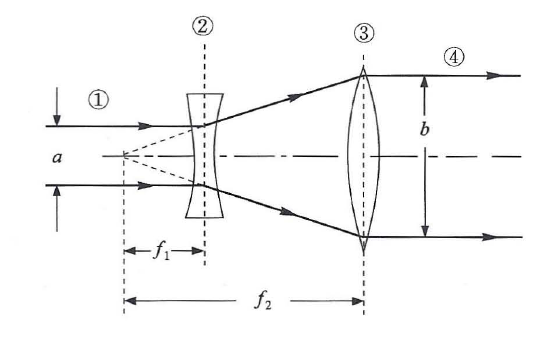 ②
③
④
①
a
b
f₁
f₂